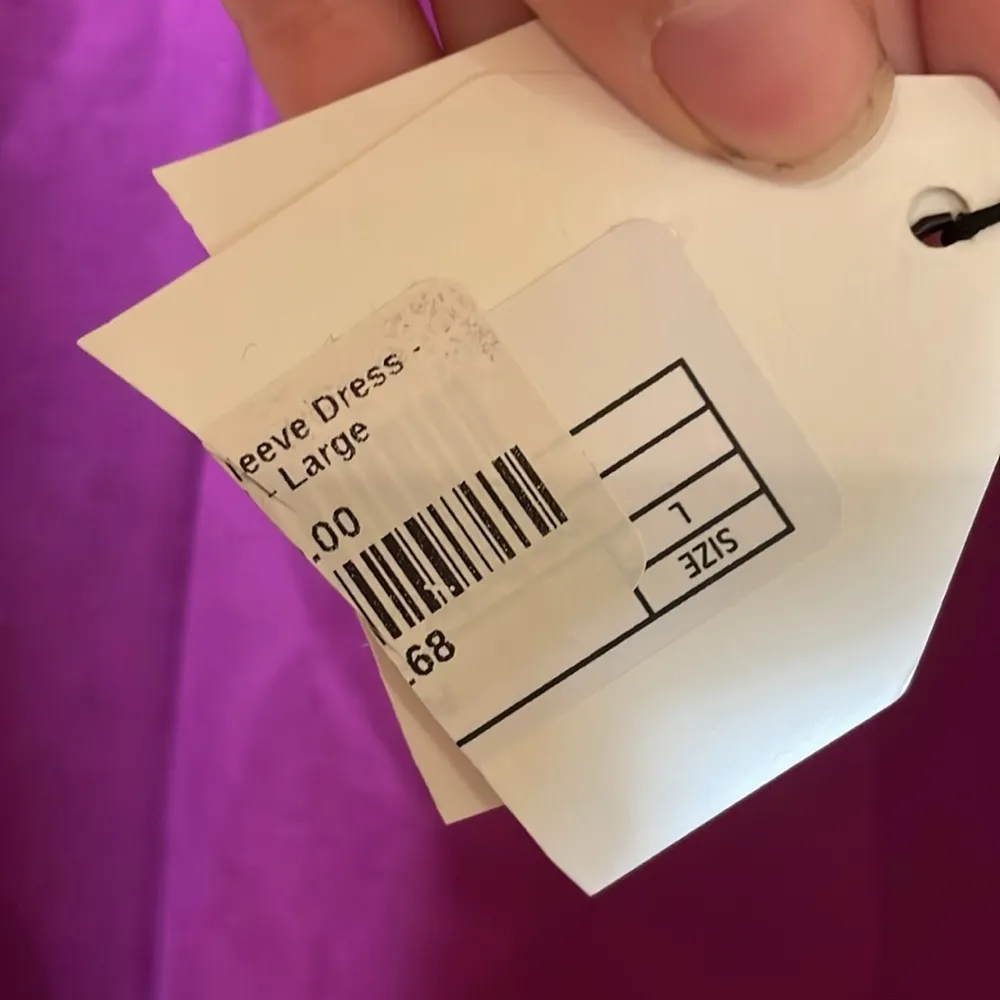 leeve Dress -
L Large
.00
68
SIZE
L